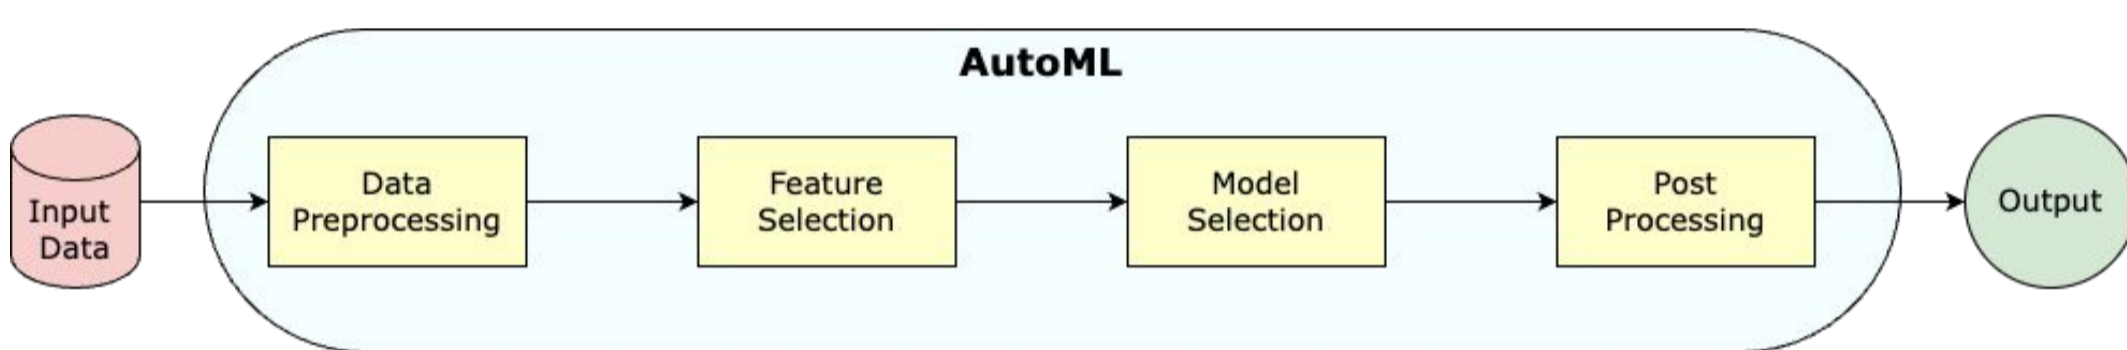 AutoML
Input
Data
Data
Preprocessing
Feature
Selection
Model
Selection
Post
Processing
Output